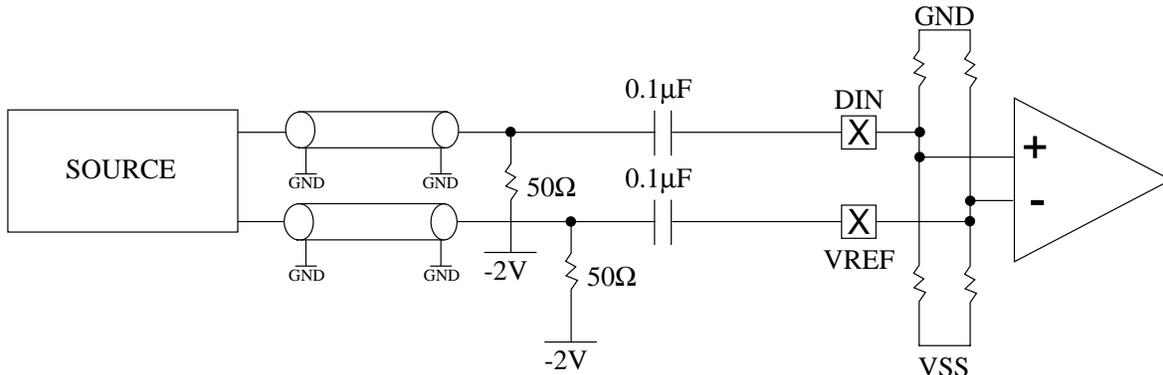 GND
0.1µF
DIN
X
SOURCE
GND
GND
50Ω
0.1µF
+
-
X
VREF
GND
GND
-2V
50Ω
-2V
VSS